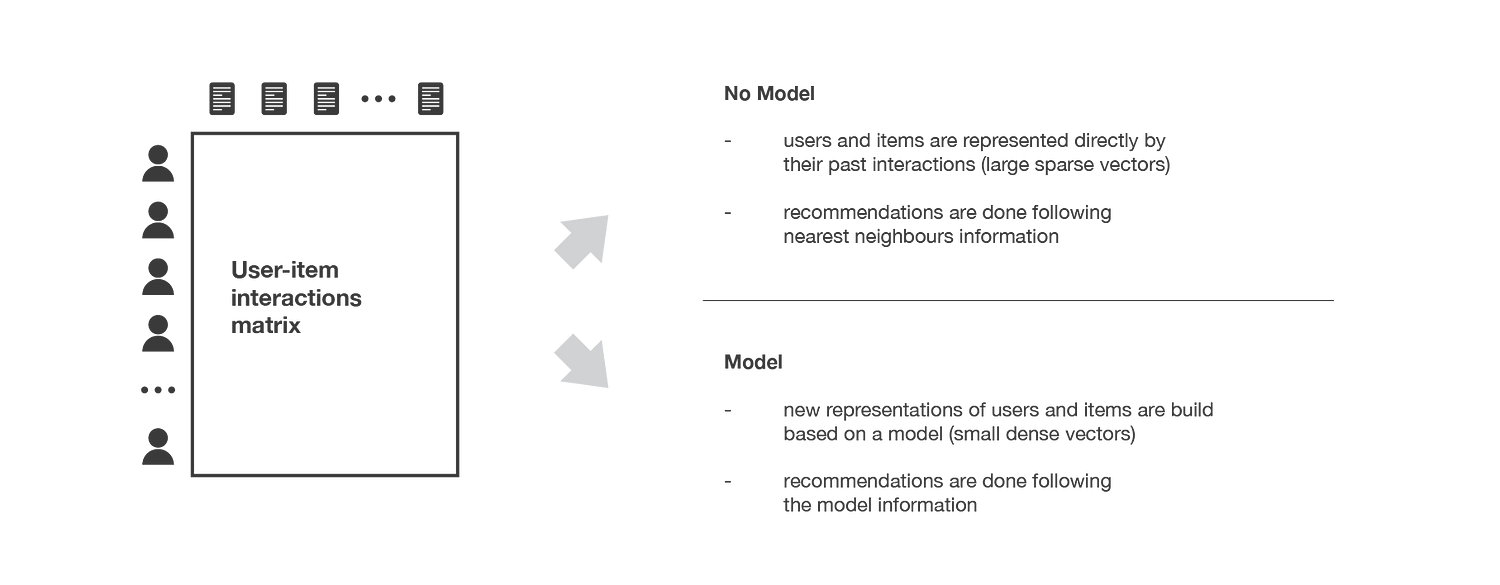 User-item
interactions
matrix
No Model
- users and items are represented directly by
their past interactions (large sparse vectors)
- recommendations are done following
nearest neighbours information
Model
- new representations of users and items are build
based on a model (small dense vectors)
- recommendations are done following
the model information